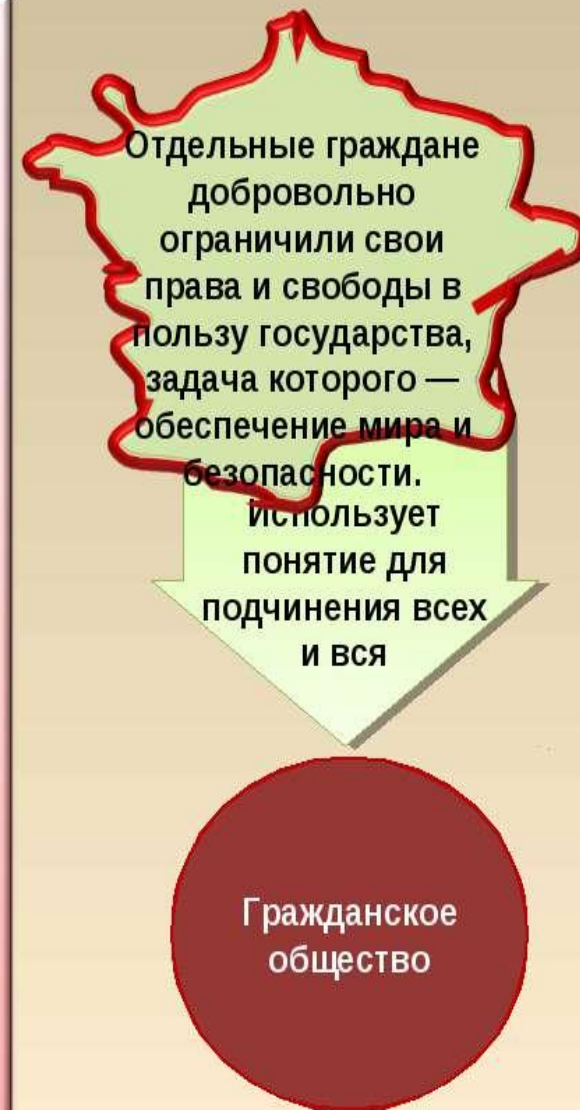 Отдельные граждане
добровольно
ограничили свои
права и свободы в
пользу государства,
задача которого —
обеспечение мира и
безопасности.
Использует
понятие для
подчинения всех
и вся
Гражданское
общество